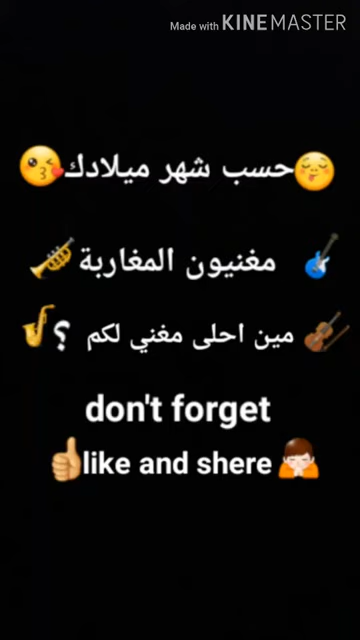 Made with KINEMASTER
حسب شهر ميلادك
مغنيون المغاربة
مين احلى مغني لكم ؟
don't forget
like and shere